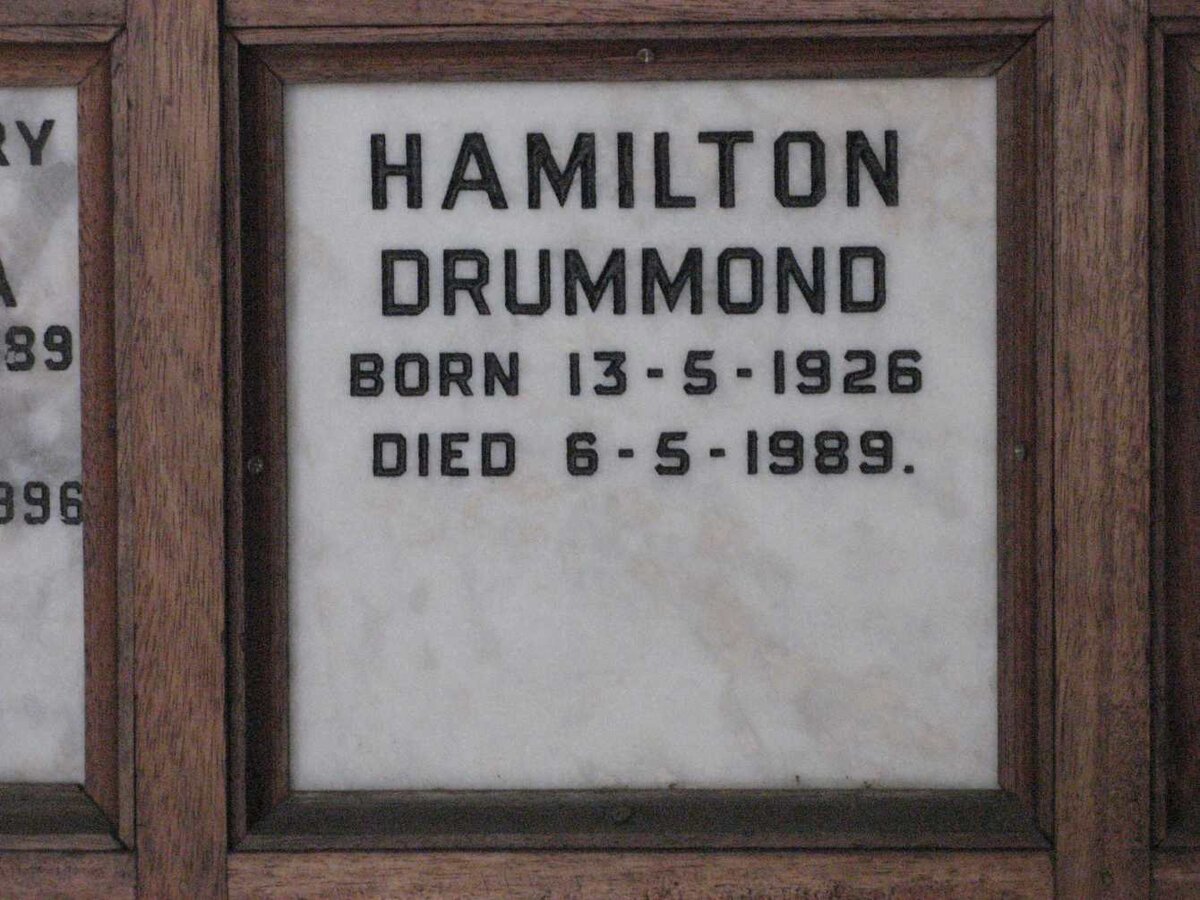 HAMILTON
DRUMMOND
BORN 13-5-1926
DIED 6-5-1989.